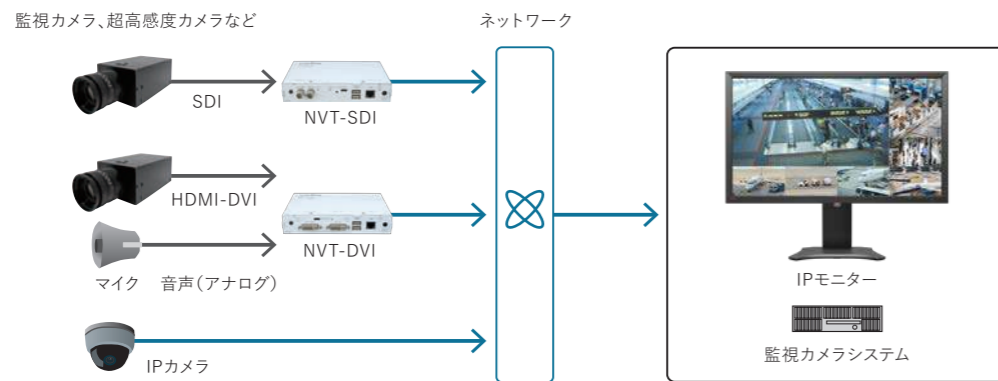 監視カメラ、超高感度カメラなど
ネットワーク
SDI
NVT-SDI
HDMI-DVI
NVT-DVI
マイク
音声(アナログ)
IPモニター
IPカメラ
監視カメラシステム